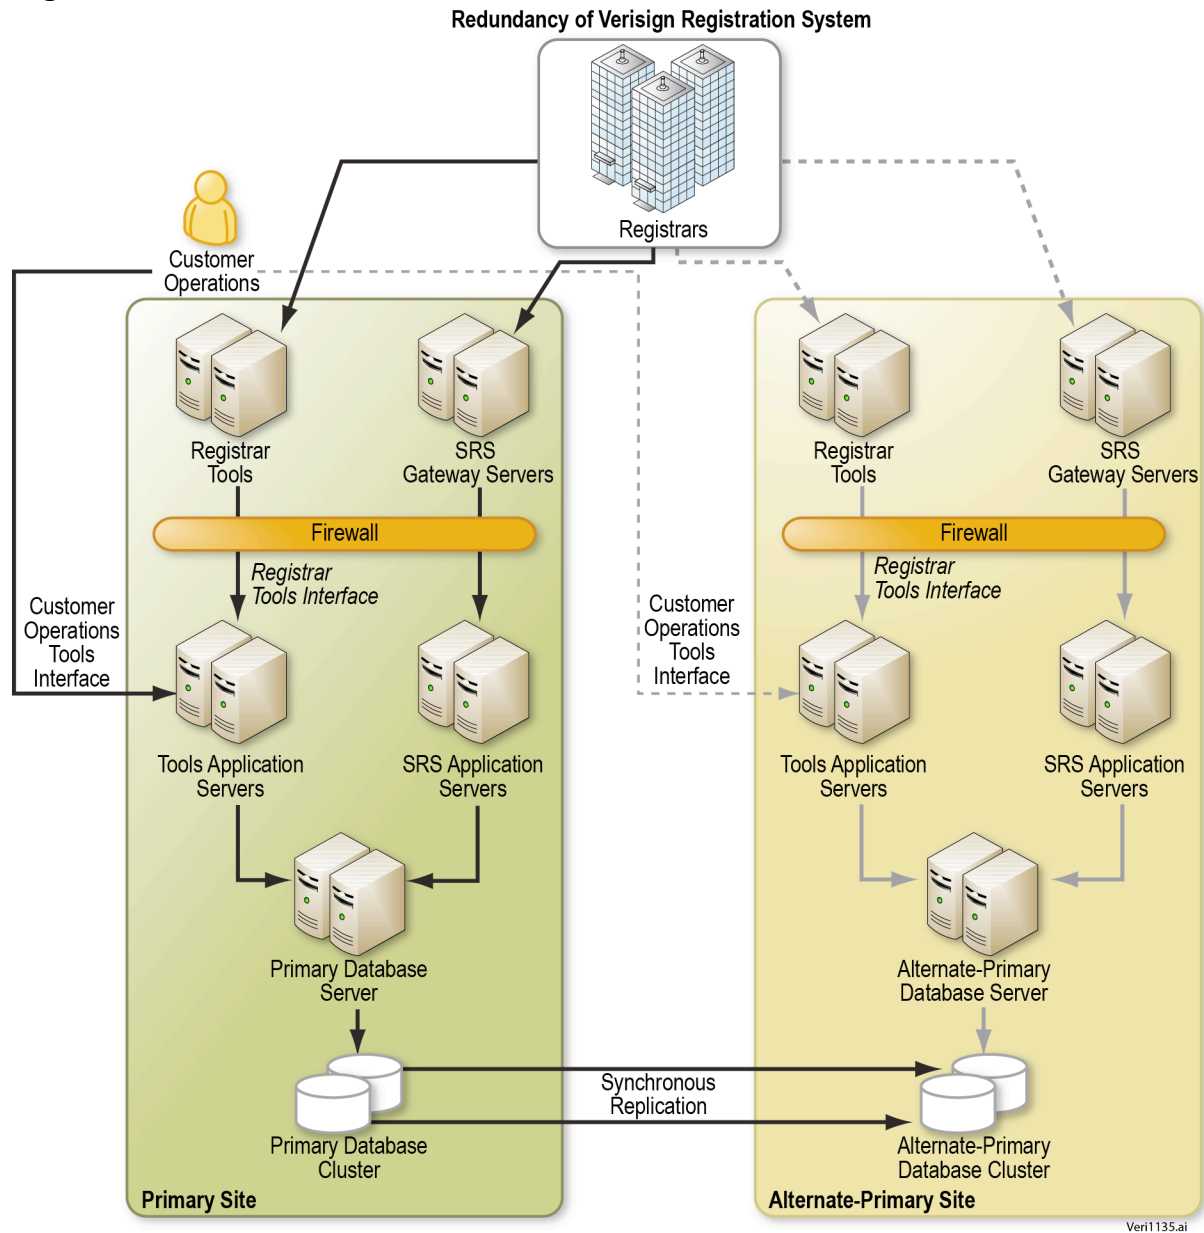 Redundancy of Verisign Registration System
Registrars
Customer
Operations
Registrar
Tools
SRS
Gateway Servers
Firewall
Registrar
Tools Interface
Customer
Operations
Tools
Interface
Tools Application
Servers
SRS Application
Servers
Primary Database
Server
Primary Database
Cluster
Primary Site
Synchronous
Replication
Registrar
Tools
SRS
Gateway Servers
Firewall
Registrar
Tools Interface
Customer
Operations
Tools
Interface
Tools Application
Servers
SRS Application
Servers
Alternate-Primary
Database Server
Alternate-Primary
Database Cluster
Alternate-Primary Site
Veri1135.ai